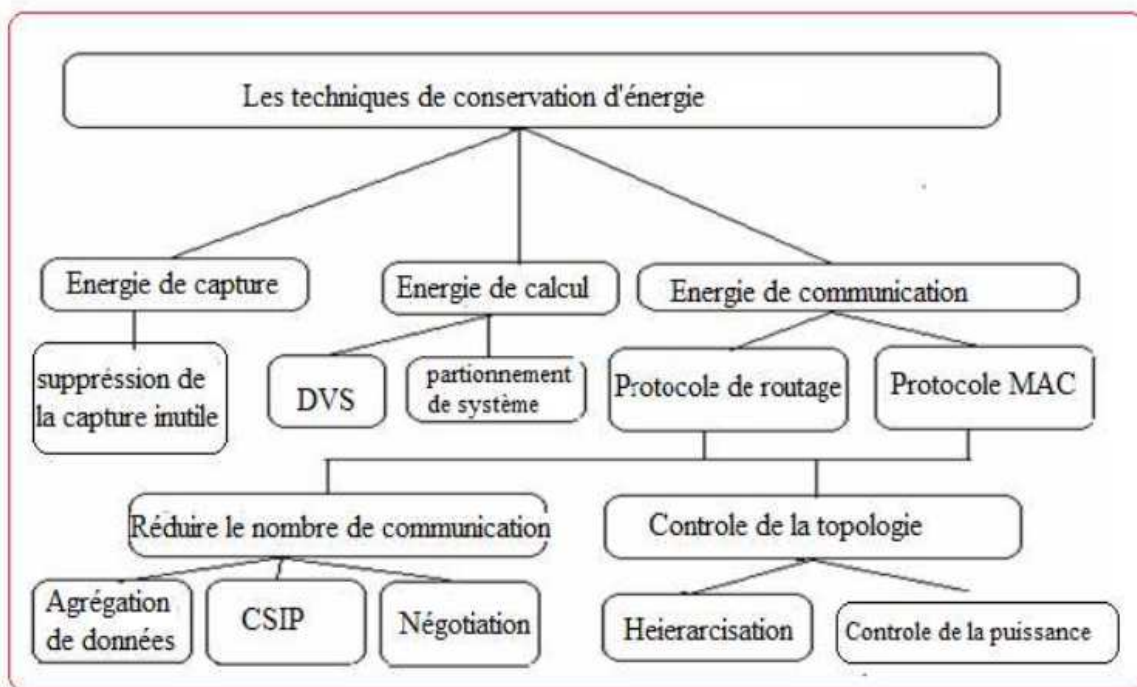 Les techniques de conservation d'énergie
Energie de capture
Energie de calcul
Energie de communication
suppréssion de
la capture inutile
DVS
partionnement
de système
Protocole de routage
Protocole MAC
Réduire le nombre de communication
Controle de la topologie
Agrégation
de données
CSIP
Négotiation
Heierarcisation
Controle de la puissance